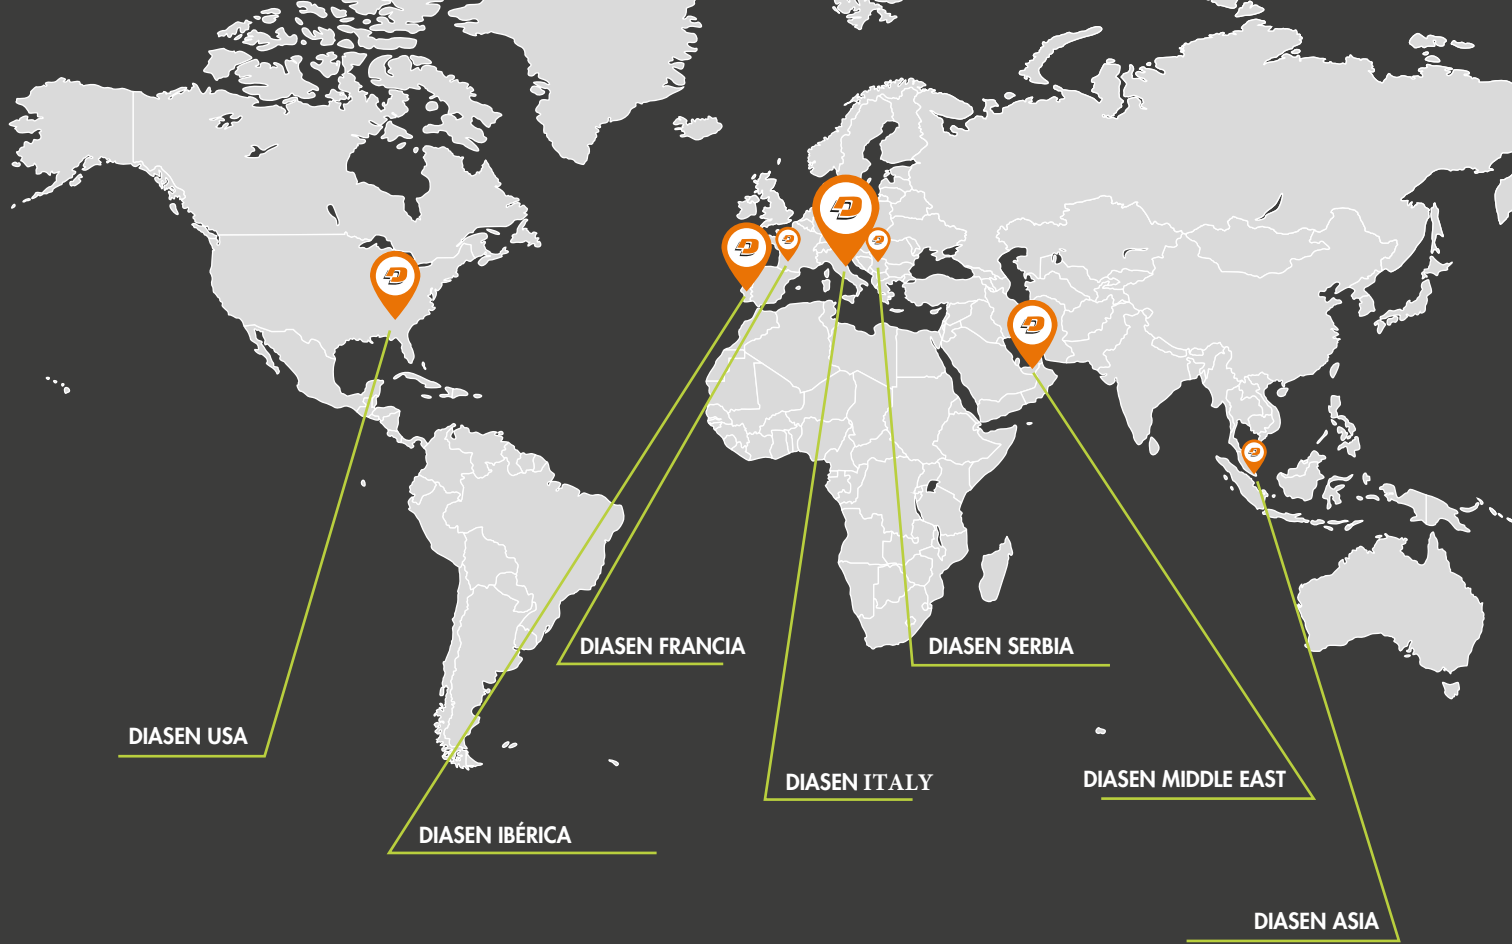 DIASEN FRANCIA
DIASEN SERBIA
DIASEN USA
DIASEN ITALY
DIASEN MIDDLE EAST
DIASEN IBÉRICA
DIASEN ASIA